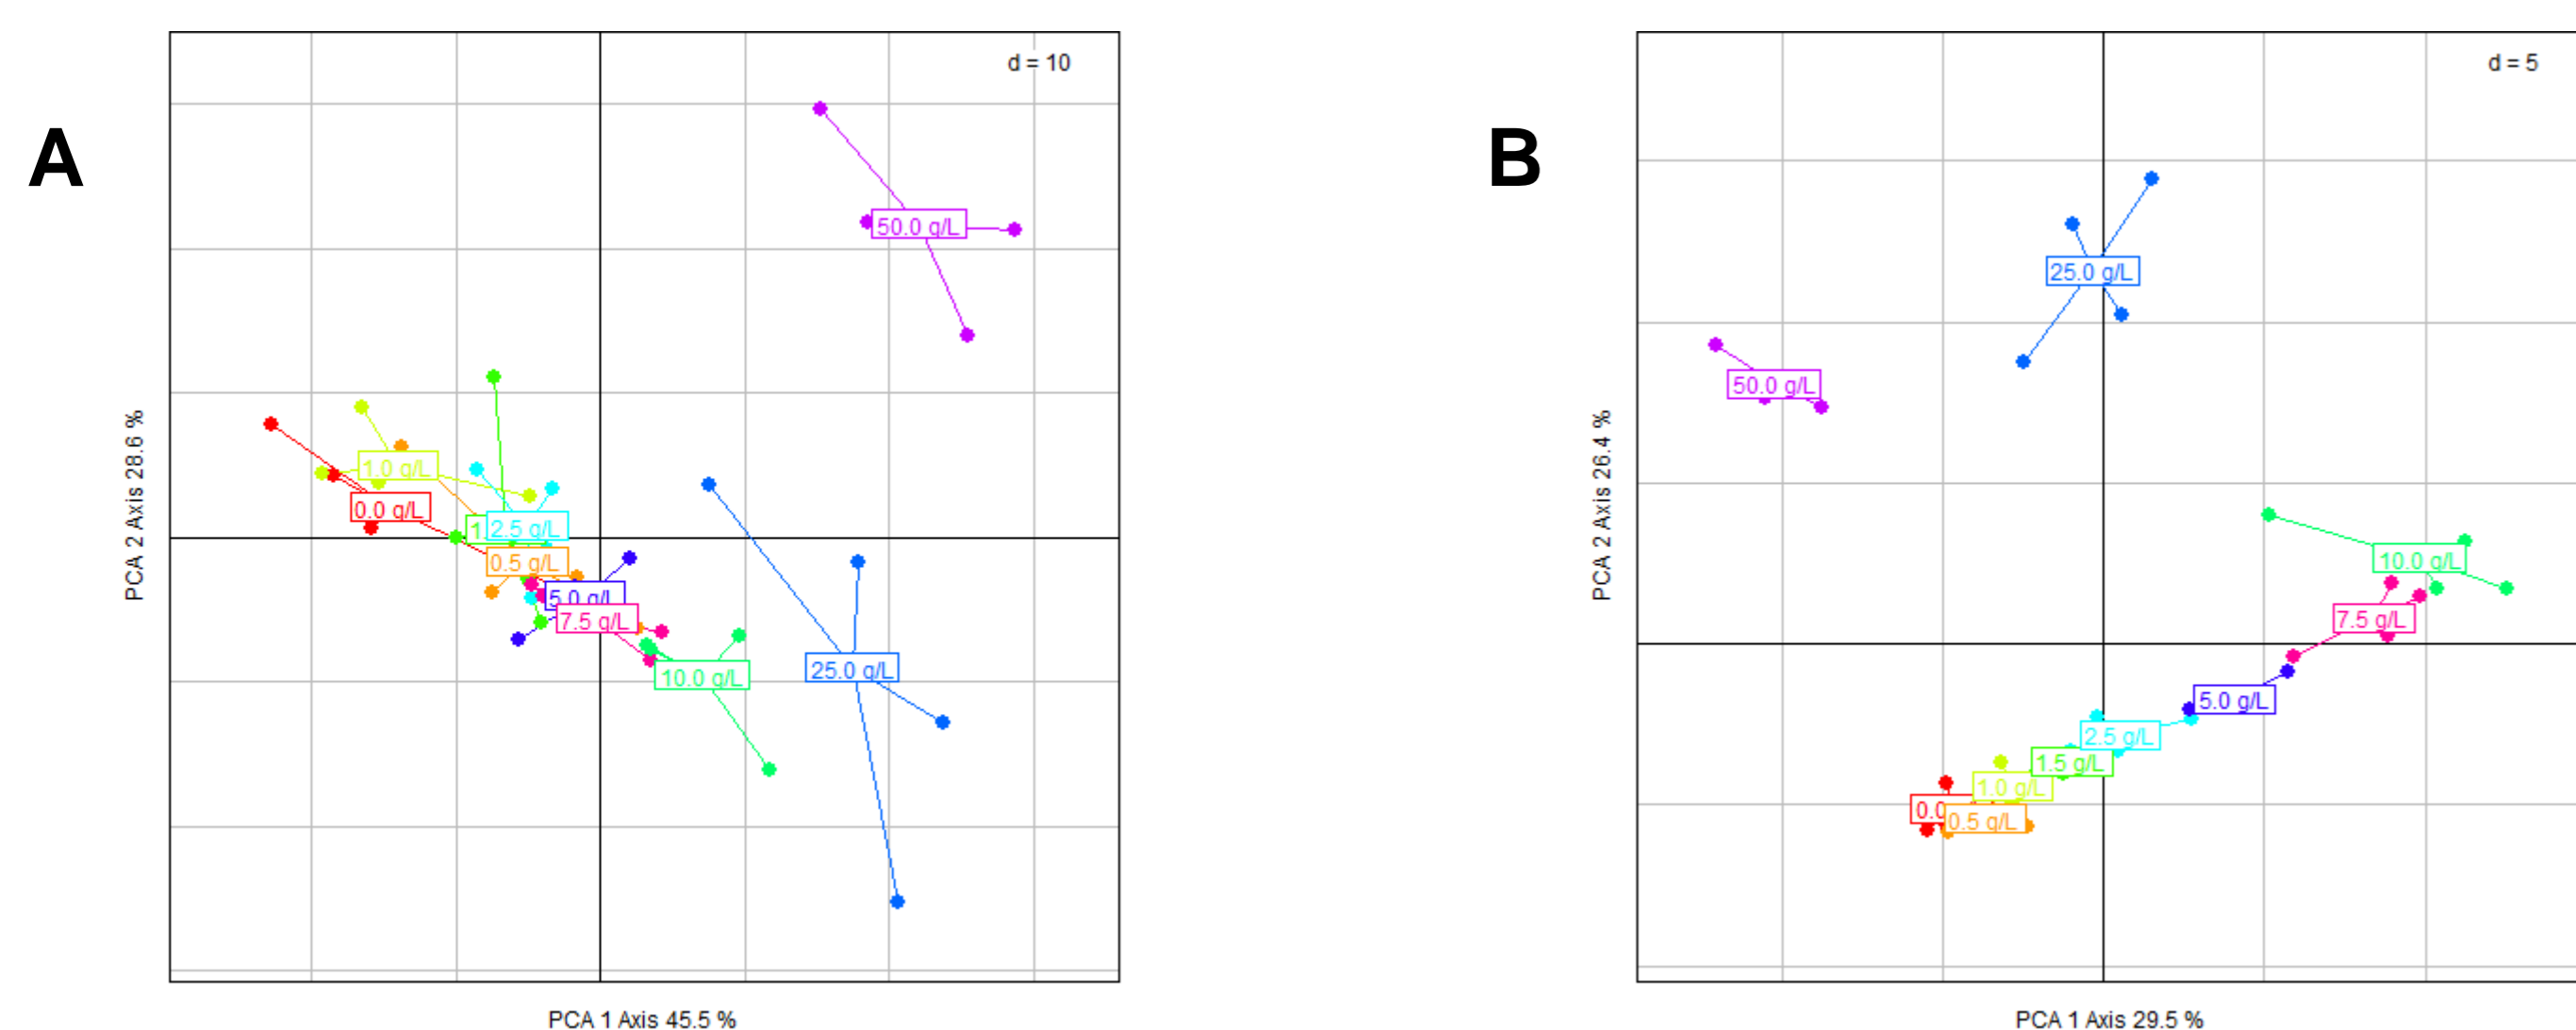 A
d = 10
50.0 g/L
1.0 g/L
0.0 g/L
2.5 g/L
0.5 g/L
5.0 g/L
7.5 g/L
10.0 g/L
25.0 g/L
PCA 2 Axis 28.6 %
PCA 1 Axis 45.5 %
B
d = 5
25.0 g/L
50.0 g/L
10.0 g/L
7.5 g/L
5.0 g/L
2.5 g/L
1.5 g/L
1.0 g/L
0.0
0.5 g/L
PCA 2 Axis 26.4 %
PCA 1 Axis 29.5 %